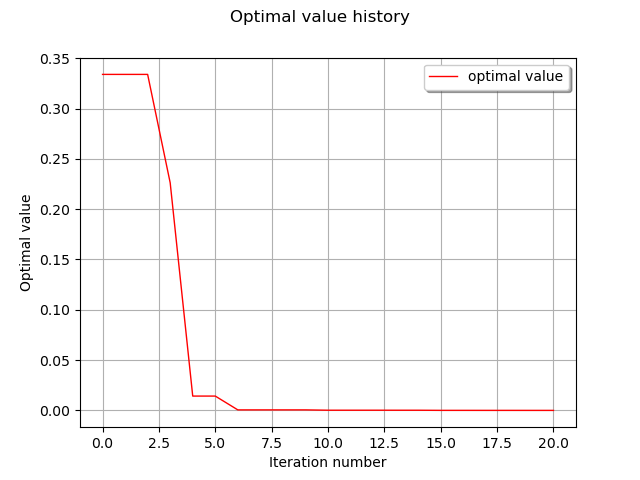 Optimal value history
optimal value
0.35
0.30
0.25
0.20
0.15
0.10
0.05
0.00
Optimal value
0.0 2.5 5.0 7.5 10.0 12.5 15.0 17.5 20.0
Iteration number